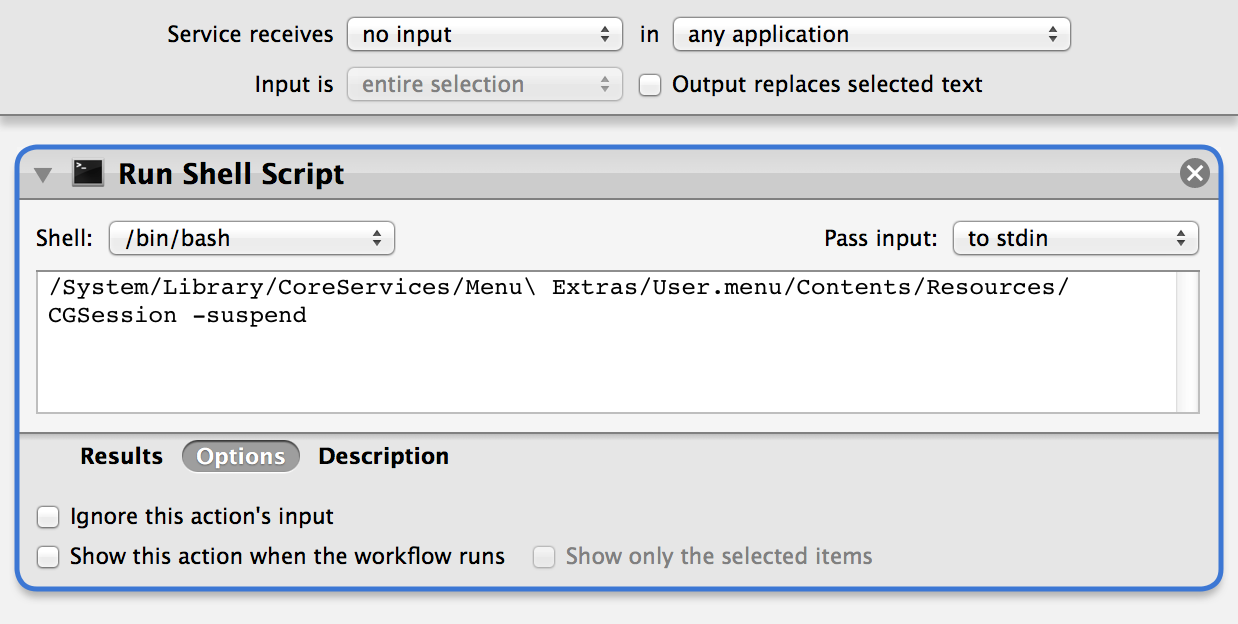 Service receives no input in any application
Input is entire selection Output replaces selected text
Run Shell Script
Shell: /bin/bash Pass input: to stdin
/System/Library/CoreServices/Menu\ Extras/User.menu/Contents/Resources/
CGSession -suspend
Results Options Description
Ignore this action's input
Show this action when the workflow runs Show only the selected items